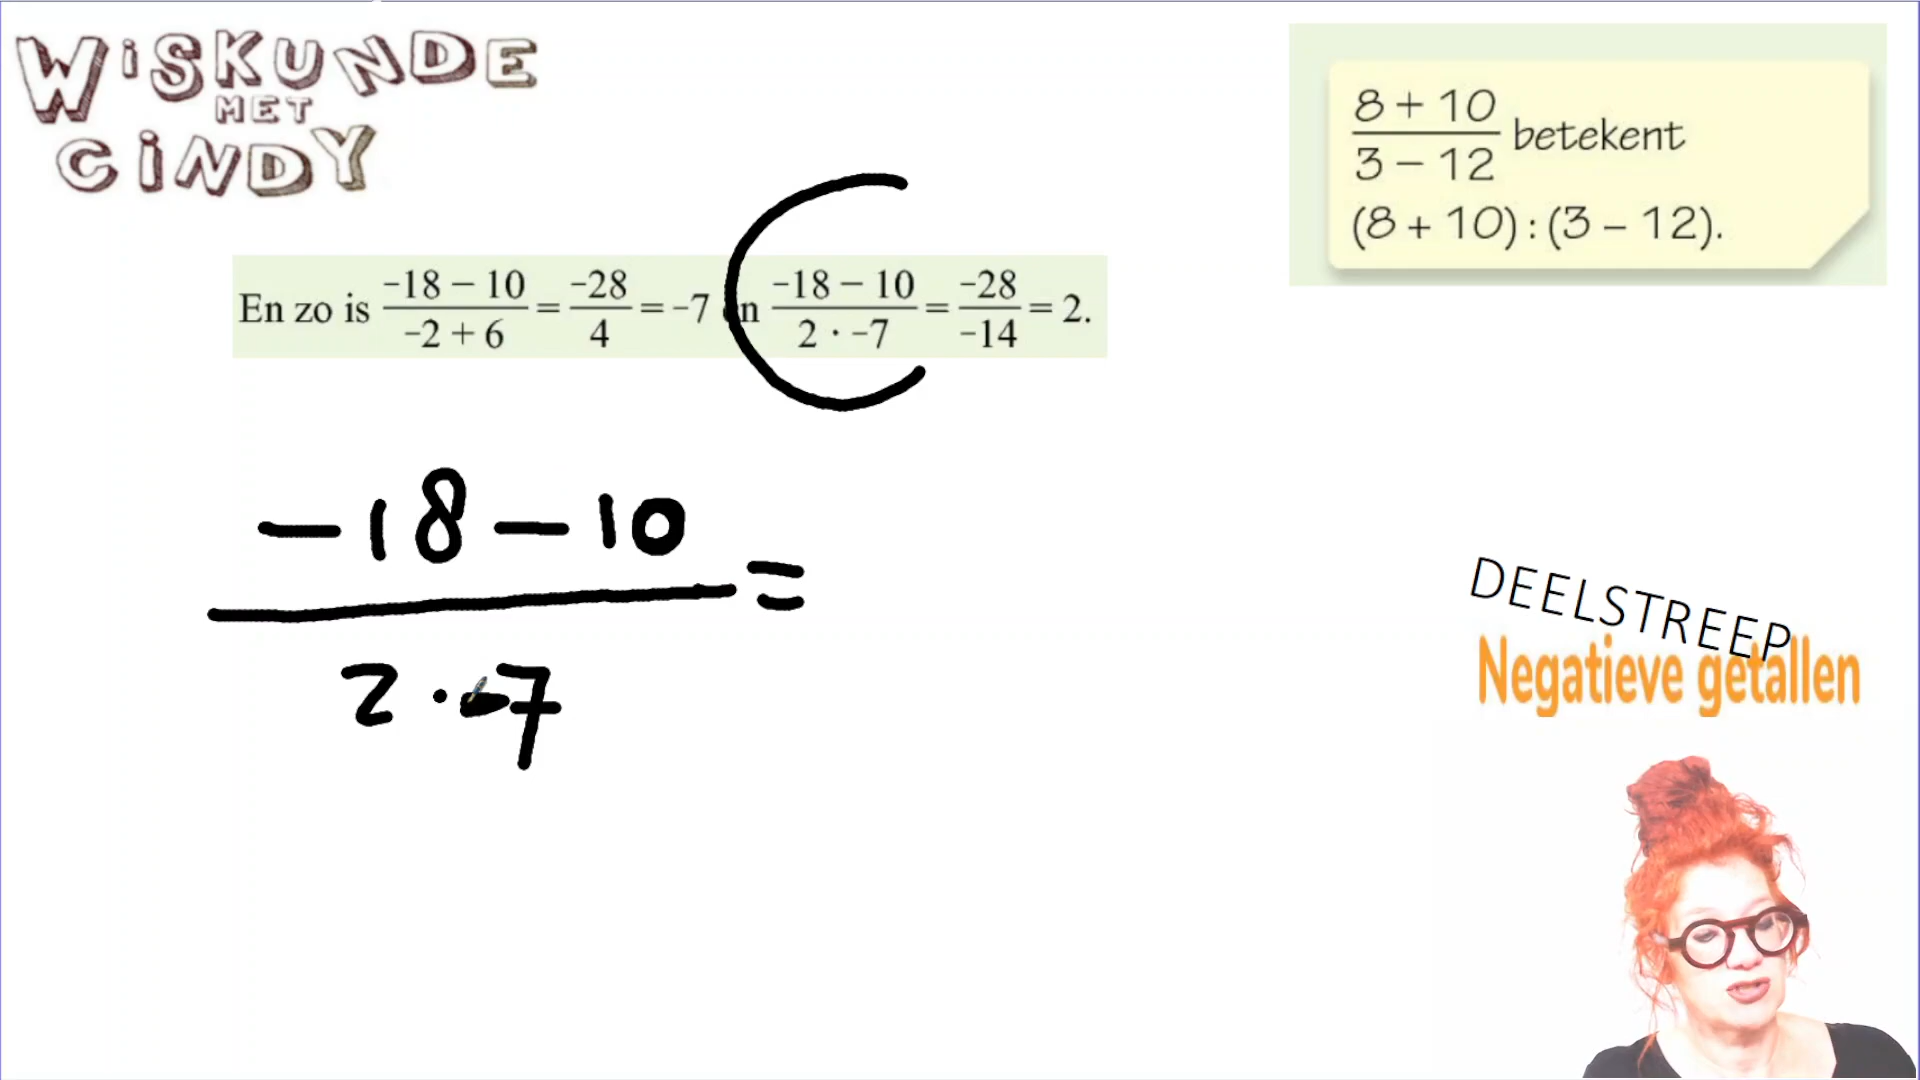 WiSKUNDE
MET
CiNDY
8 + 10 / 3 – 12 betekent
(8 + 10) : (3 – 12).
En zo is (-18 – 10)/(-2 + 6) = -28/4 = -7 en (-18 – 10)/(2 · -7) = -28/-14 = 2.
-18 - 10
=
2 · -7
DEELSTREEP
Negatieve getallen